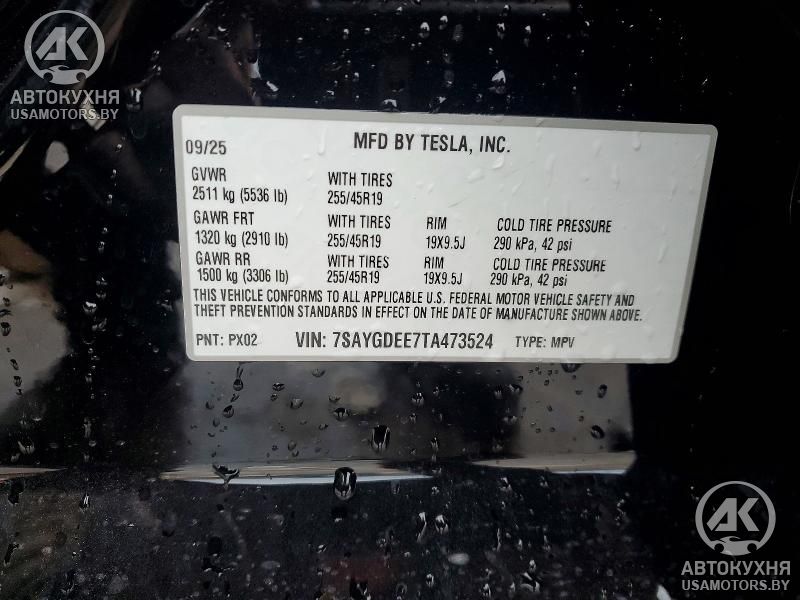 AK
АВТОКУХНЯ
USAMOTORS.BY
09/25 MFD BY TESLA, INC.
GVWR WITH TIRES
2511 kg (5536 lb) 255/45R19
GAWR FRT WITH TIRES RIM COLD TIRE PRESSURE
1320 kg (2910 lb) 255/45R19 19X9.5J 290 kPa, 42 psi
GAWR RR WITH TIRES RIM COLD TIRE PRESSURE
1500 kg (3306 lb) 255/45R19 19X9.5J 290 kPa, 42 psi
THIS VEHICLE CONFORMS TO ALL APPLICABLE U.S. FEDERAL MOTOR VEHICLE SAFETY AND
THEFT PREVENTION STANDARDS IN EFFECT ON THE DATE OF MANUFACTURE SHOWN ABOVE.
PNT: PX02 VIN: 7SAYGDEE7TA473524 TYPE: MPV
AK
АВТОКУХНЯ
USAMOTORS.BY